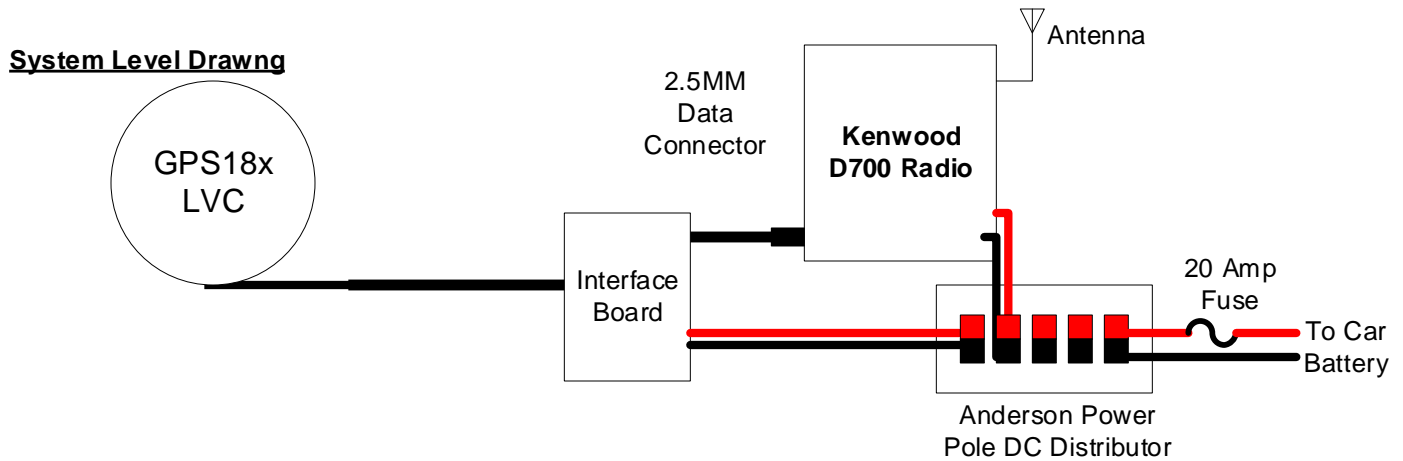 System Level Drawng
GPS18x
LVC
2.5MM
Data
Connector
Kenwood
D700 Radio
Antenna
Interface
Board
20 Amp
Fuse
To Car
Battery
Anderson Power
Pole DC Distributor